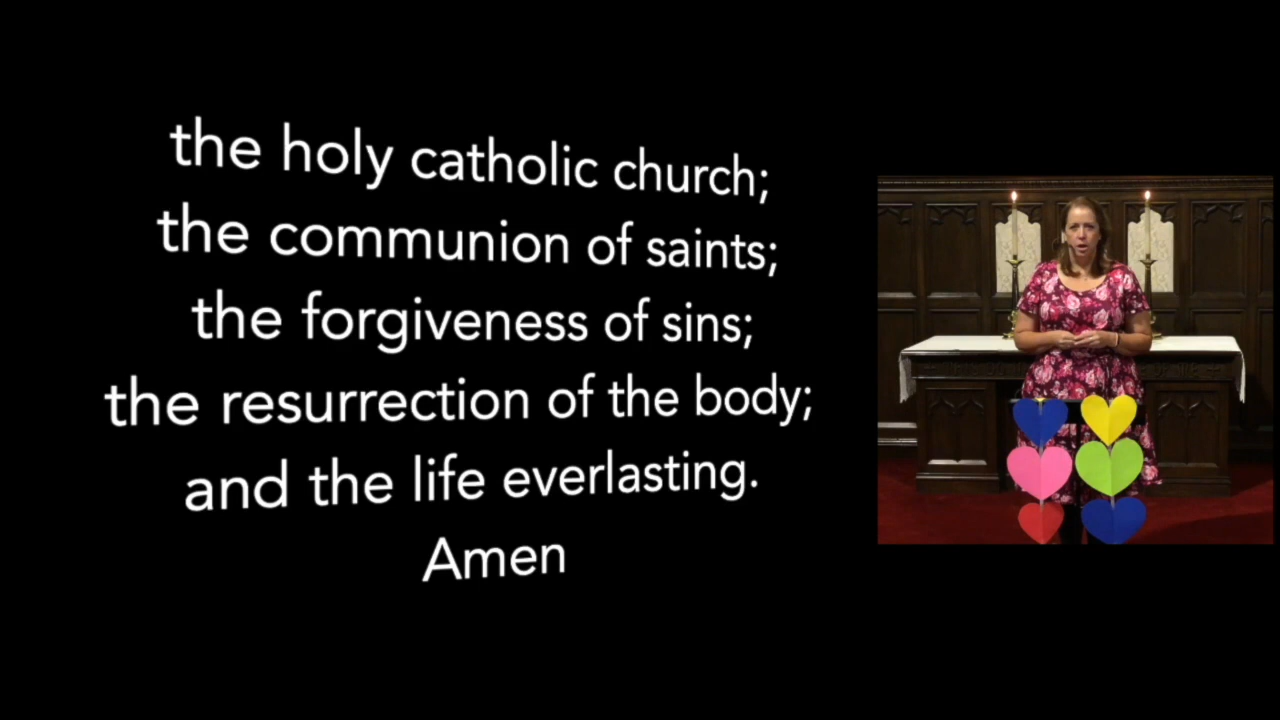 the holy catholic church;
the communion of saints;
the forgiveness of sins;
the resurrection of the body;
and the life everlasting.
Amen